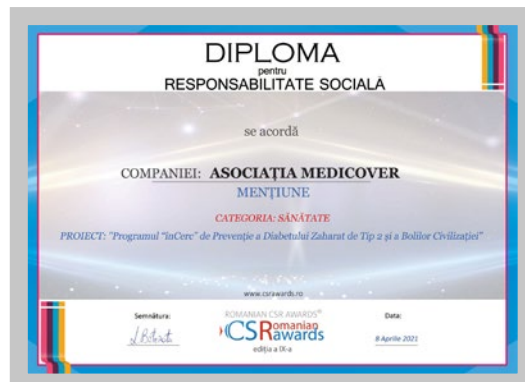 DIPLOMA
pentru
RESPONSABILITATE SOCIALĂ
se acordă
COMPANIEI: ASOCIAȚIA MEDICOVER
MENȚIUNE
CATEGORIA: SĂNĂTATE
PROIECT: "Programul "inCerc" de Prevenție a Diabetului Zaharat de Tip 2 și a Bolilor Civilizației"
www.csrawards.ro
Semnătura:
ROMANIAN CSR AWARDS®
CSRomanian
awards
ediția a IX-a
Data:
8 Aprilie 2021